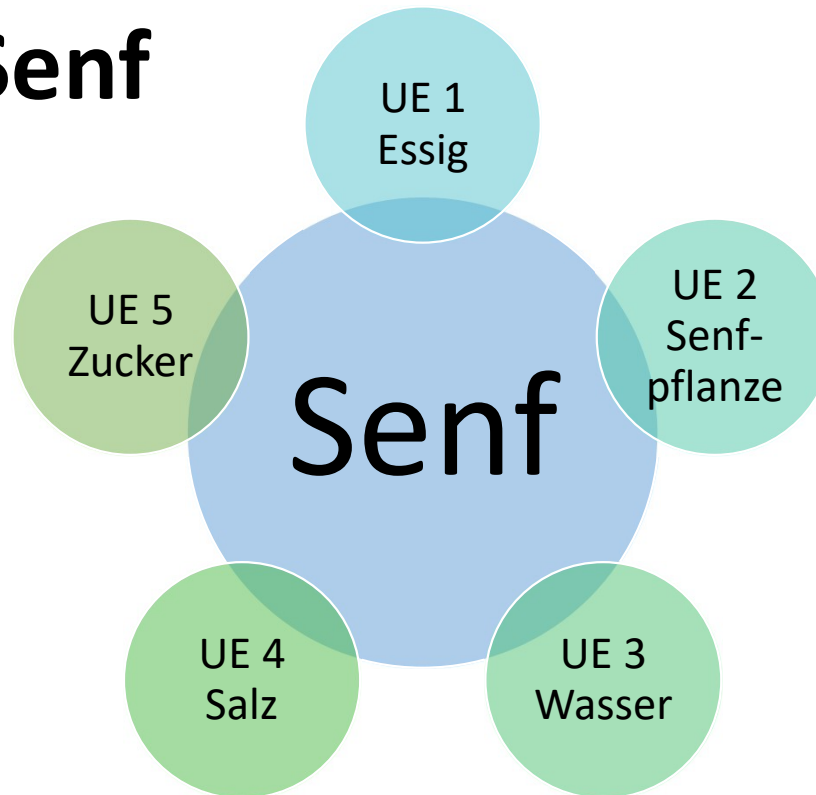 Senf
UE 1
Essig
UE 2
Senf-
pflanze
UE 5
Zucker
Senf
UE 4
Salz
UE 3
Wasser